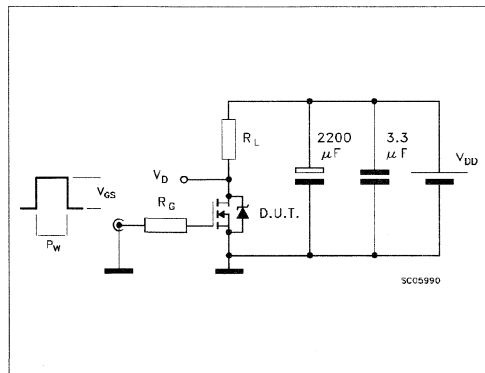 R_L
2200 µF
3.3 µF
V_DD
V_D
V_GS
R_G
D.U.T.
P_W
SC05990